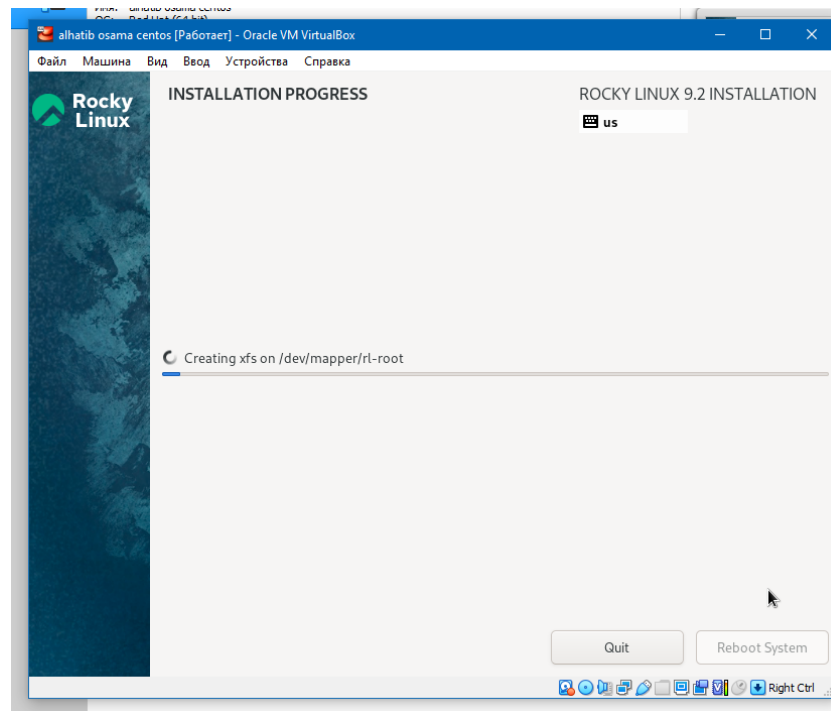 alhatib osama centos [Работает] - Oracle VM VirtualBox
Файл Машина Вид Ввод Устройства Справка
Rocky
Linux
INSTALLATION PROGRESS
ROCKY LINUX 9.2 INSTALLATION
us
Creating xfs on /dev/mapper/rl-root
Quit
Reboot System
Right Ctrl